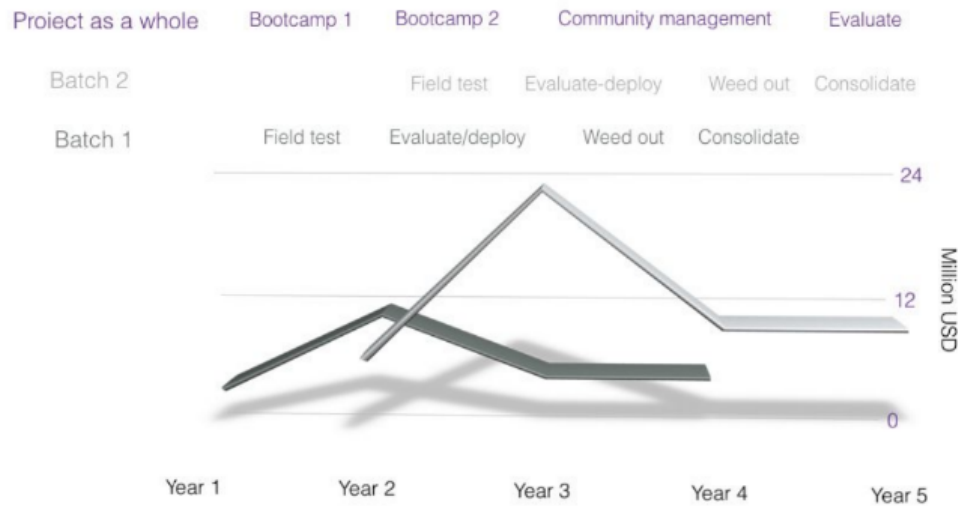 Project as a whole Bootcamp 1 Bootcamp 2 Community management Evaluate
Batch 2 Field test Evaluate-deploy Weed out Consolidate
Batch 1 Field test Evaluate/deploy Weed out Consolidate
24
12
Million USD
0
Year 1 Year 2 Year 3 Year 4 Year 5